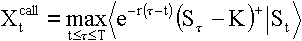 X_t^call = max_{t≤τ≤T} ⟨e^{-r(τ-t)} (S_τ − K)^+ | S_t⟩